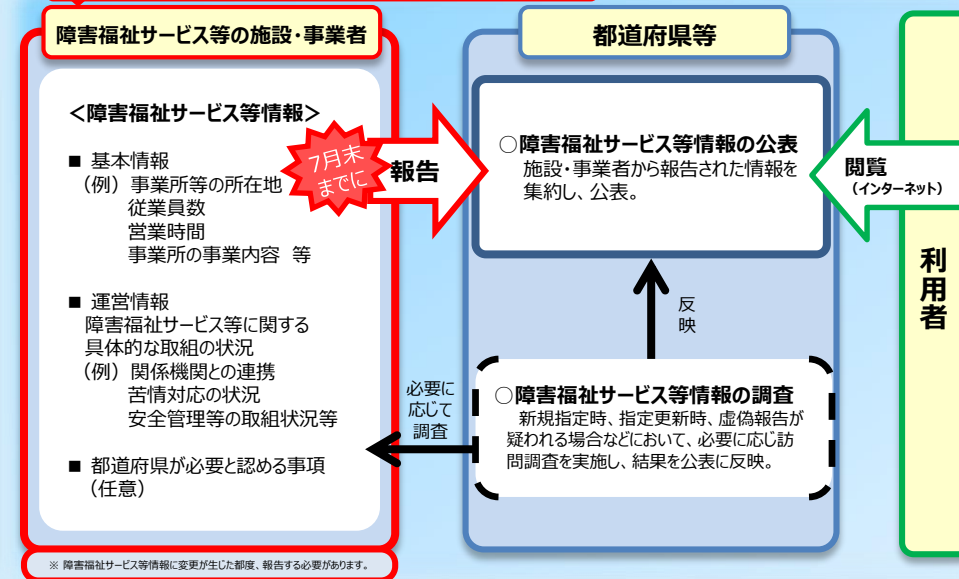 障害福祉サービス等の施設・事業者
＜障害福祉サービス等情報＞
■ 基本情報
（例）事業所等の所在地
従業員数
営業時間
事業所の事業内容 等
■ 運営情報
障害福祉サービス等に関する
具体的な取組の状況
（例）関係機関との連携
苦情対応の状況
安全管理等の取組状況等
■ 都道府県が必要と認める事項
（任意）
※ 障害福祉サービス等情報に変更が生じた都度、報告する必要があります。
7月末
までに
報告
必要に
応じて
調査
都道府県等
○障害福祉サービス等情報の公表
施設・事業者から報告された情報を
集約し、公表。
反
映
○障害福祉サービス等情報の調査
新規指定時、指定更新時、虚偽報告が
疑われる場合などにおいて、必要に応じ訪
問調査を実施し、結果を公表に反映。
閲覧
（インターネット）
利
用
者